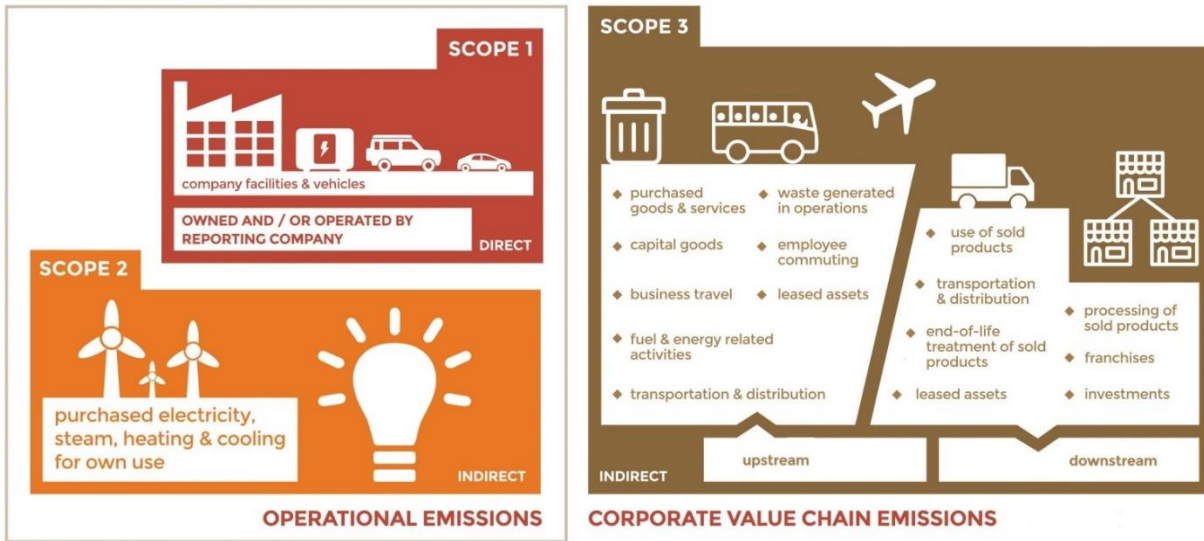 SCOPE 1
company facilities & vehicles
OWNED AND / OR OPERATED BY
REPORTING COMPANY
DIRECT
SCOPE 2
purchased electricity,
steam, heating & cooling
for own use
INDIRECT
OPERATIONAL EMISSIONS
SCOPE 3
purchased
goods & services
capital goods
business travel
fuel & energy related
activities
transportation & distribution
waste generated
in operations
employee
commuting
leased assets
use of sold
products
transportation
& distribution
end-of-life
treatment of sold
products
leased assets
processing of
sold products
franchises
investments
upstream
downstream
INDIRECT
CORPORATE VALUE CHAIN EMISSIONS